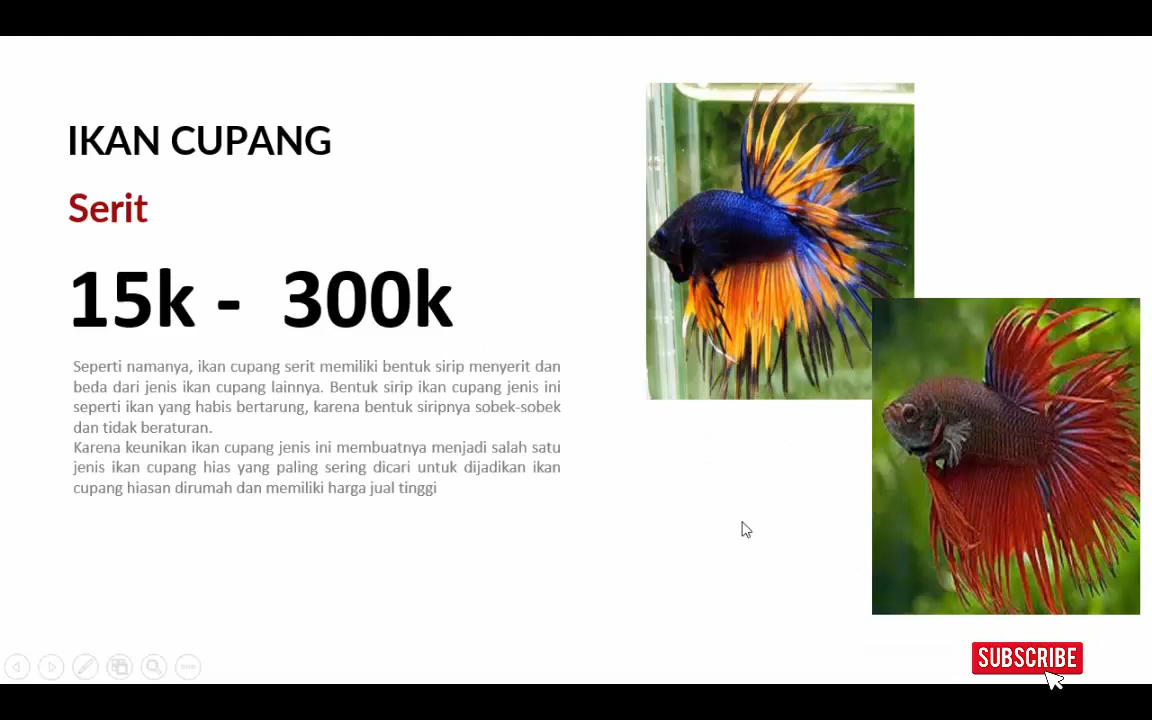 IKAN CUPANG
Serit
15k - 300k
Seperti namanya, ikan cupang serit memiliki bentuk sirip menyerit dan
beda dari jenis ikan cupang lainnya. Bentuk sirip ikan cupang jenis ini
seperti ikan yang habis bertarung, karena bentuk siripnya sobek-sobek
dan tidak beraturan.
Karena keunikan ikan cupang jenis ini membuatnya menjadi salah satu
jenis ikan cupang hias yang paling sering dicari untuk dijadikan ikan
cupang hiasan dirumah dan memiliki harga jual tinggi
SUBSCRIBE